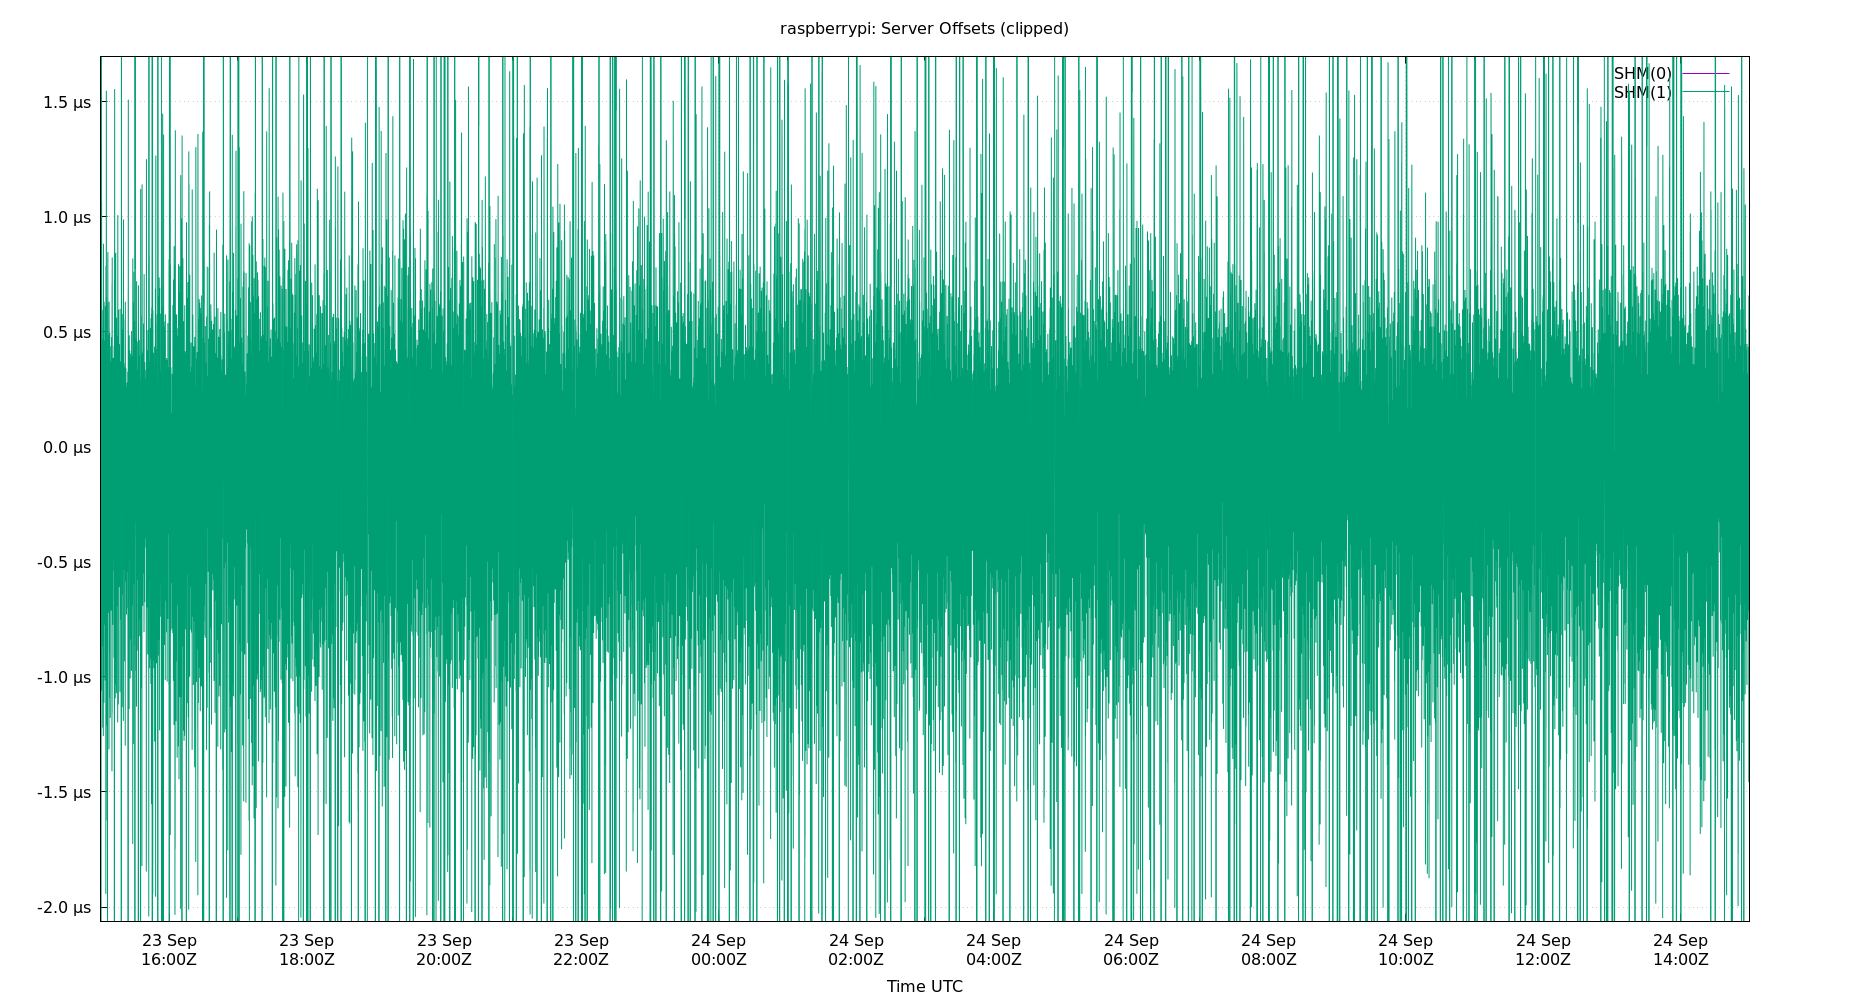 raspberrypi: Server Offsets (clipped)
SHM(0)
SHM(1)
1.5 µs
1.0 µs
0.5 µs
0.0 µs
-0.5 µs
-1.0 µs
-1.5 µs
-2.0 µs
23 Sep 23 Sep 23 Sep 23 Sep 24 Sep 24 Sep 24 Sep 24 Sep 24 Sep 24 Sep 24 Sep 24 Sep
16:00Z 18:00Z 20:00Z 22:00Z 00:00Z 02:00Z 04:00Z 06:00Z 08:00Z 10:00Z 12:00Z 14:00Z
Time UTC